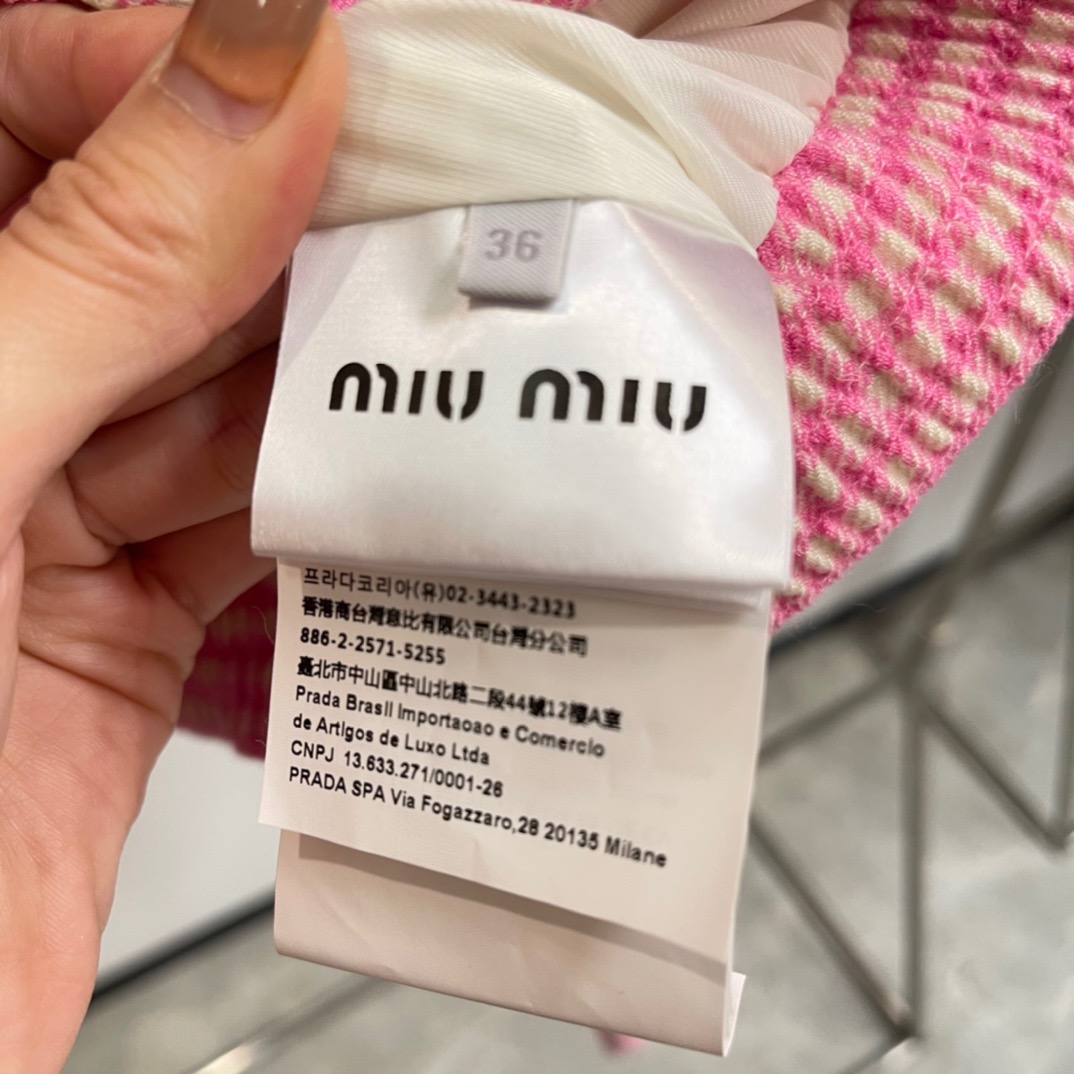 36
miu miu
프라다코리아(유)02-3443-2323
香港商台灣意比有限公司台灣分公司
886-2-2571-5255
臺北市中山區中山北路二段44號12樓A室
Prada Brasil Importaoao e Comercio
de Artigos de Luxo Ltda
CNPJ 13.633.271/0001-26
PRADA SPA Via Fogazzaro,28 20135 Milane